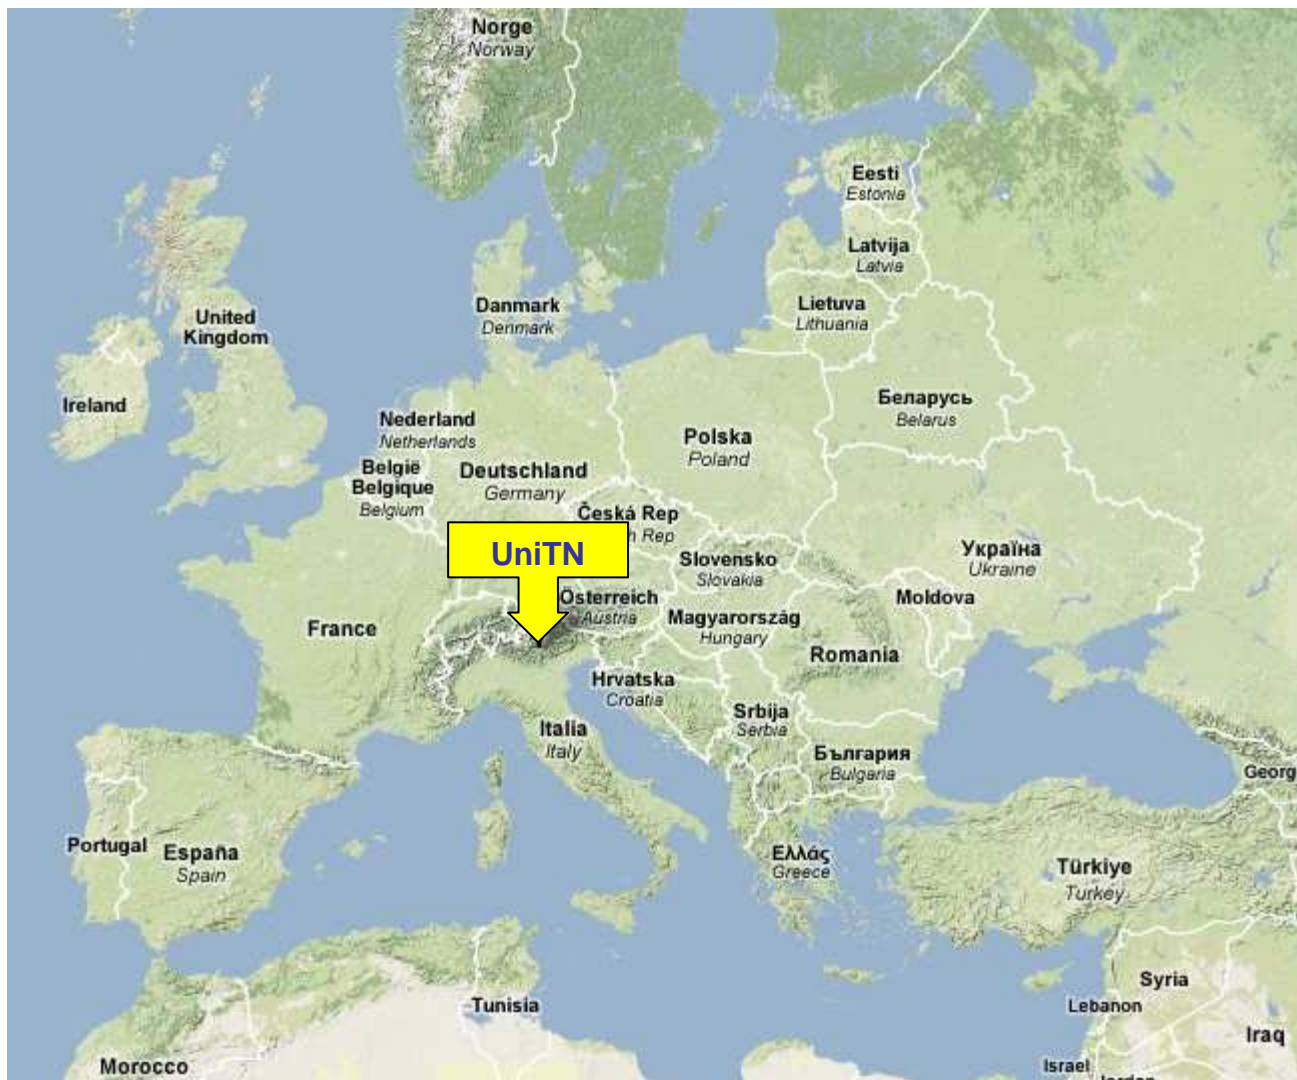 Norge
Norway
Eesti
Estonia
Latvija
Latvia
Danmark
Denmark
Lietuva
Lithuania
United
Kingdom
Ireland
Беларусь
Belarus
Nederland
Netherlands
Polska
Poland
België
Belgique
Belgium
Deutschland
Germany
Česká Rep
h Rep
UniTN
Slovensko
Slovakia
Україна
Ukraine
Österreich
Austria
Moldova
Magyarország
Hungary
France
Romania
Hrvatska
Croatia
Srbija
Serbia
Italia
Italy
България
Bulgaria
Georg
Portugal
España
Spain
Ελλάς
Greece
Türkiye
Turkey
Syria
Tunisia
Lebanon
Iraq
Morocco
Israel